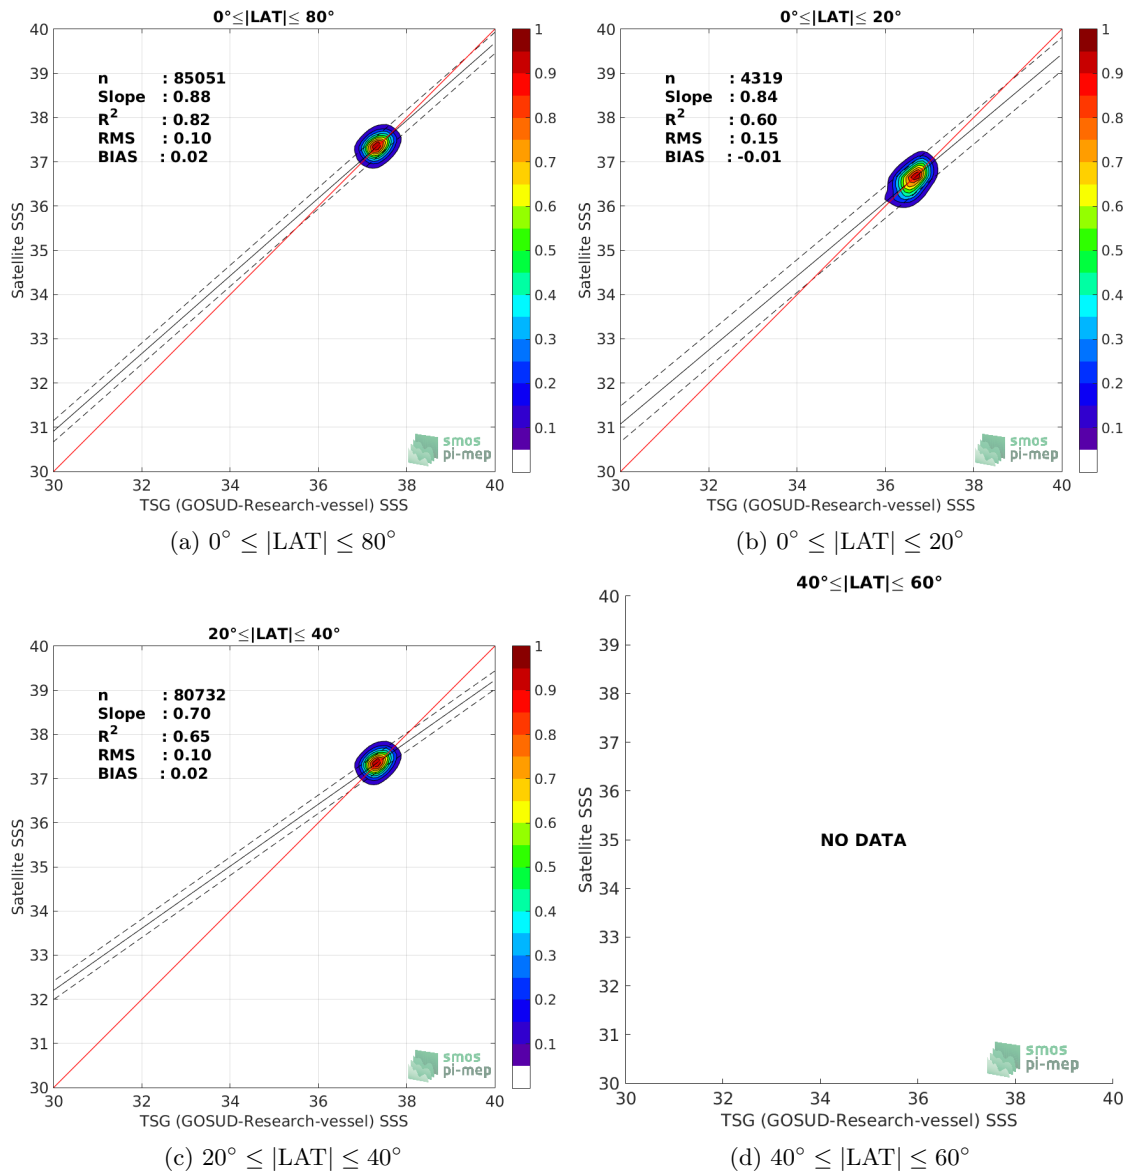 0°≤|LAT|≤ 80°
n : 85051
Slope : 0.88
R2 : 0.82
RMS : 0.10
BIAS : 0.02
40
39
38
37
36
35
34
33
32
31
30
Satellite SSS
30 32 34 36 38 40
TSG (GOSUD-Research-vessel) SSS
1
0.9
0.8
0.7
0.6
0.5
0.4
0.3
0.2
0.1
smos
pi-mep
(a) 0° ≤ |LAT| ≤ 80°
0°≤|LAT|≤ 20°
n : 4319
Slope : 0.84
R2 : 0.60
RMS : 0.15
BIAS : -0.01
40
39
38
37
36
35
34
33
32
31
30
Satellite SSS
30 32 34 36 38 40
TSG (GOSUD-Research-vessel) SSS
1
0.9
0.8
0.7
0.6
0.5
0.4
0.3
0.2
0.1
smos
pi-mep
(b) 0° ≤ |LAT| ≤ 20°
20°≤|LAT|≤ 40°
n : 80732
Slope : 0.70
R2 : 0.65
RMS : 0.10
BIAS : 0.02
40
39
38
37
36
35
34
33
32
31
30
Satellite SSS
30 32 34 36 38 40
TSG (GOSUD-Research-vessel) SSS
1
0.9
0.8
0.7
0.6
0.5
0.4
0.3
0.2
0.1
smos
pi-mep
(c) 20° ≤ |LAT| ≤ 40°
40°≤|LAT|≤ 60°
40
39
38
37
36
35
34
33
32
31
30
Satellite SSS
NO DATA
30 32 34 36 38 40
TSG (GOSUD-Research-vessel) SSS
smos
pi-mep
(d) 40° ≤ |LAT| ≤ 60°